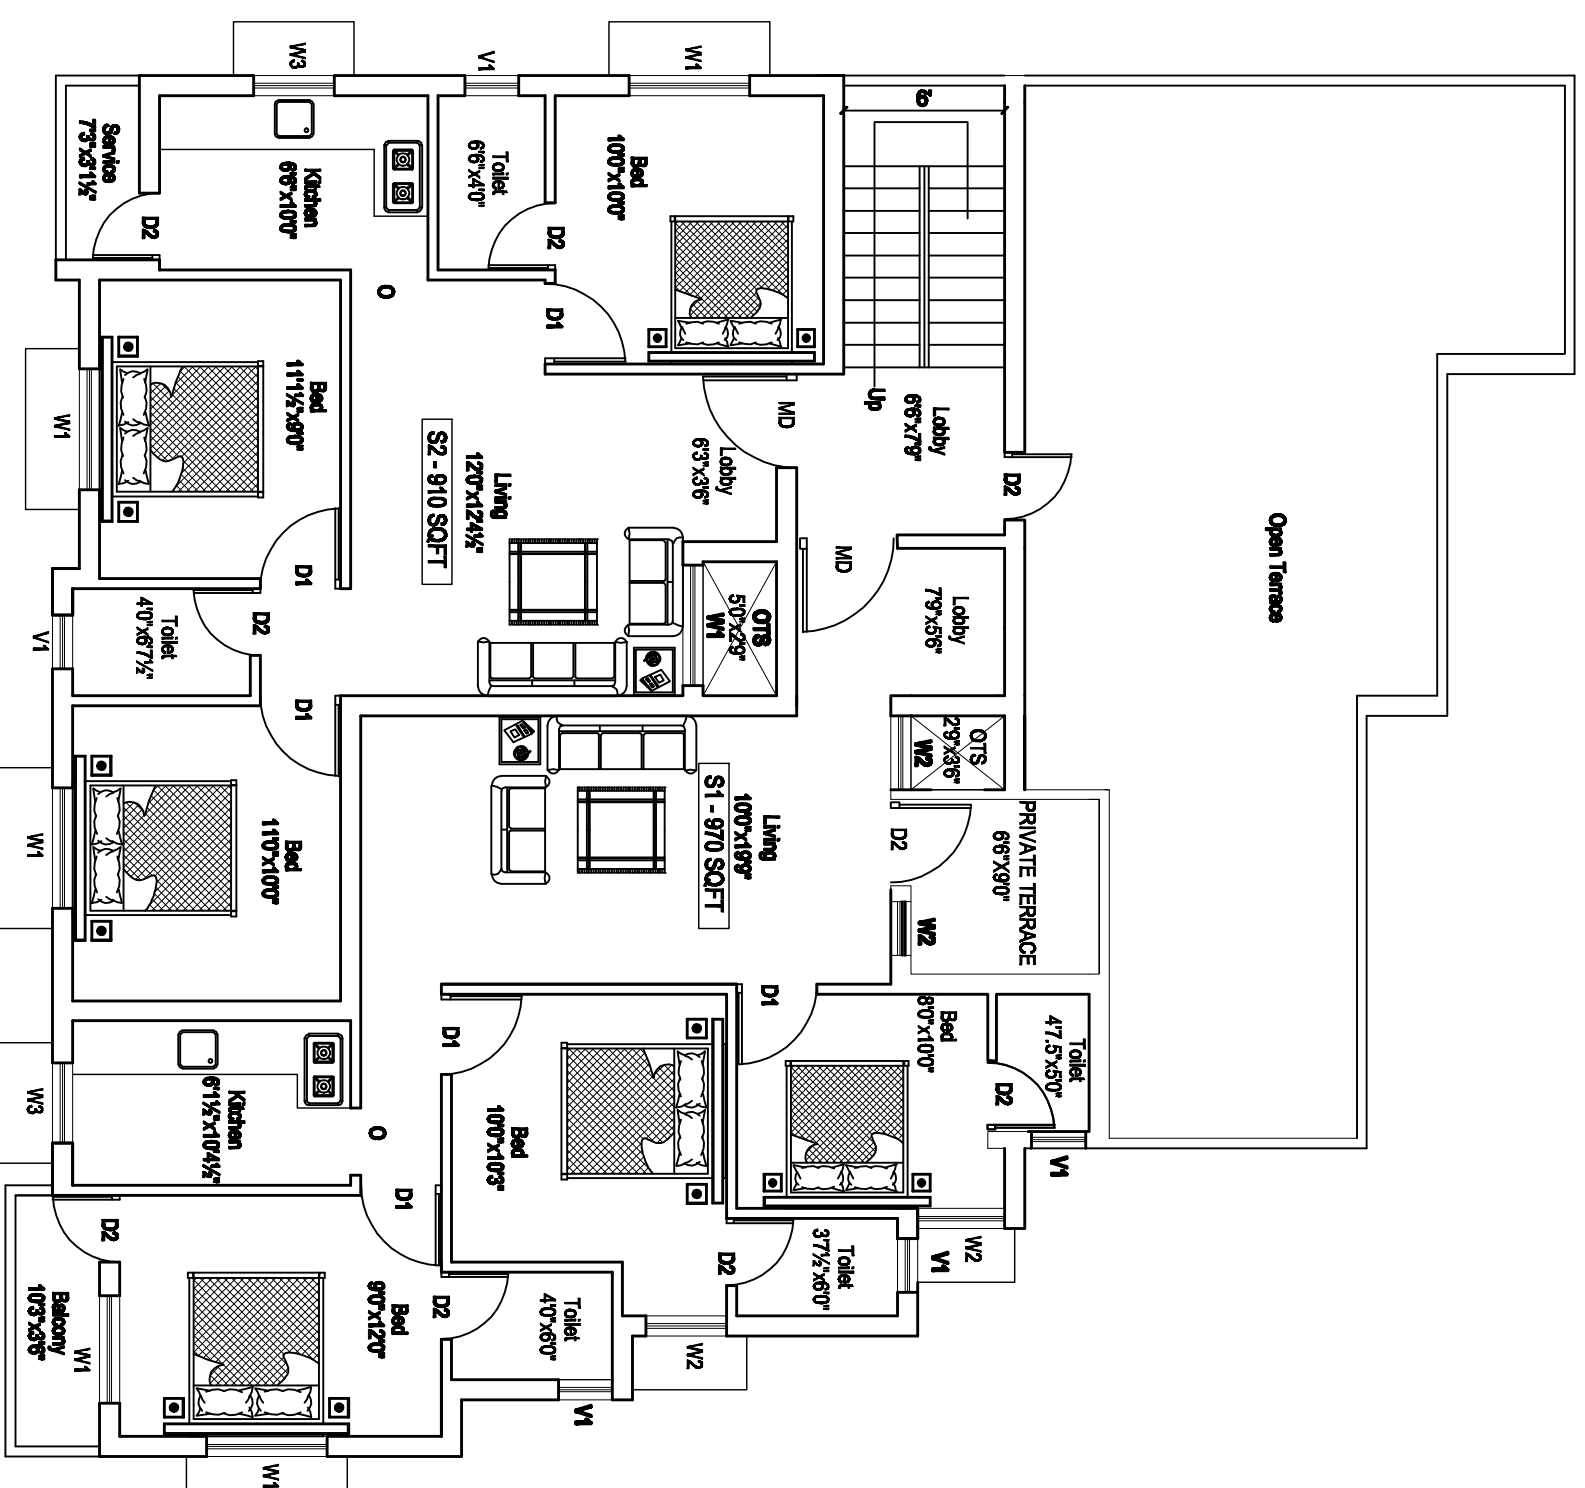 Open Terrace
PRIVATE TERRACE
6'6"X9'0"
Toilet
4'7.5"x5'0"
V1
D2
D2
Lobby
7'9"x5'6"
OTS
2'9"x3'6"
W2
W2
D2
Bed
8'0"x10'0"
W2
V1
6'
Up
Lobby
6'6"x7'9"
MD
MD
Lobby
6'3"x3'6"
OTS
5'0"x2'9"
W1
Living
10'0"x19'9"
S1 - 970 SQFT
D1
Toilet
3'7½"x6'0"
D2
W2
W1
Bed
10'0"x10'0"
D2
D1
V1
Toilet
6'6"x4'0"
Living
12'0"x12'4½"
S2 - 910 SQFT
Bed
10'0"x10'3"
D1
Toilet
4'0"x6'0"
V1
D2
O
O
D1
W3
Kitchen
6'6"x10'0"
Bed
11'1½"x9'0"
D1
D1
Bed
11'0"x10'0"
Kitchen
6'1½"x10'4½"
Bed
9'0"x12'0"
W1
D2
Service
7'3"x3'1½"
D2
Toilet
4'0"x6'7½"
D2
Balcony
10'3"x3'6"
W1
W1
V1
W1
W3